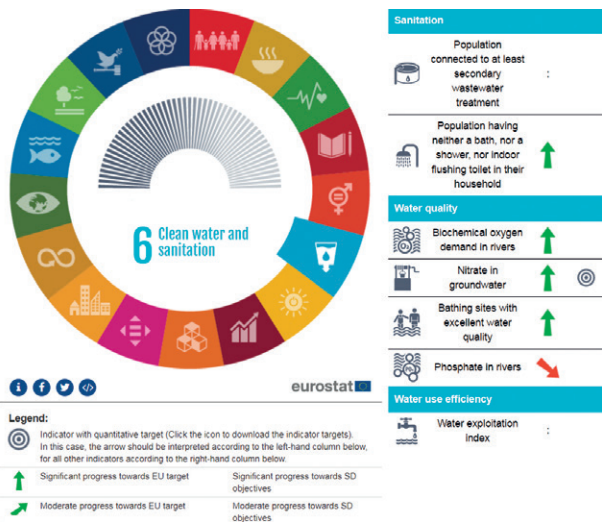 6 Clean water and
sanitation
eurostat
Legend:
Indicator with quantitative target (Click the icon to download the indicator targets).
In this case, the arrow should be interpreted according to the left-hand column below,
for all other indicators according to the right-hand column below.
Significant progress towards EU target
Significant progress towards SD
objectives
Moderate progress towards EU target
Moderate progress towards SD
objectives
Sanitation
Population
connected to at least
secondary
wastewater
treatment
:
Population having
neither a bath, nor a
shower, nor indoor
flushing toilet in their
household
Water quality
Biochemical oxygen
demand in rivers
Nitrate in
groundwater
Bathing sites with
excellent water
quality
Phosphate in rivers
Water use efficiency
Water exploitation
index
: